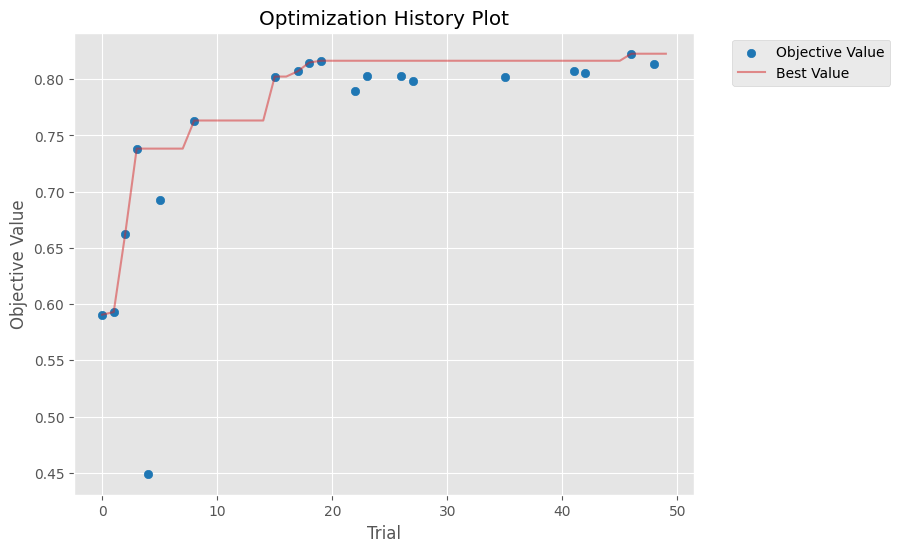 Optimization History Plot
Objective Value
Best Value
Objective Value
0.80
0.75
0.70
0.65
0.60
0.55
0.50
0.45
0 10 20 30 40 50
Trial